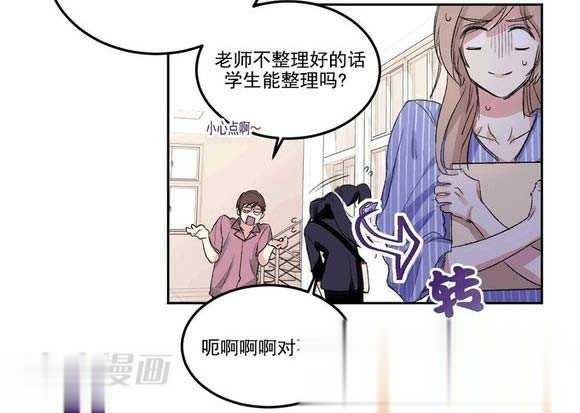 老师不整理好的话
学生能整理吗?
小心点啊~
转
呃啊啊啊对
漫画